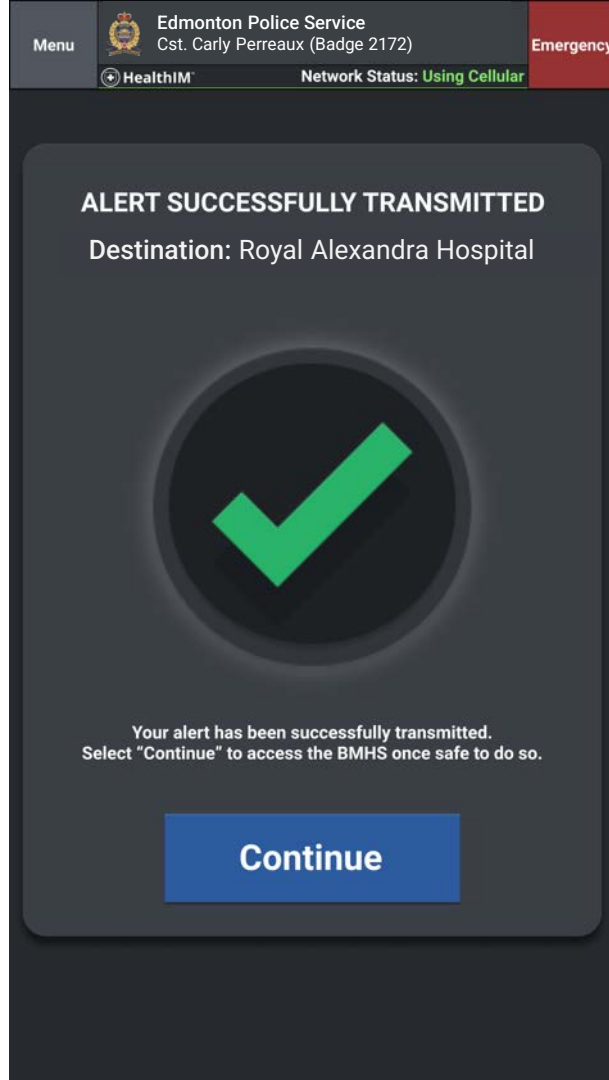 Menu
Edmonton Police Service
Cst. Carly Perreaux (Badge 2172)
Emergency
HealthIM
Network Status: Using Cellular
ALERT SUCCESSFULLY TRANSMITTED
Destination: Royal Alexandra Hospital
Your alert has been successfully transmitted.
Select “Continue” to access the BMHS once safe to do so.
Continue